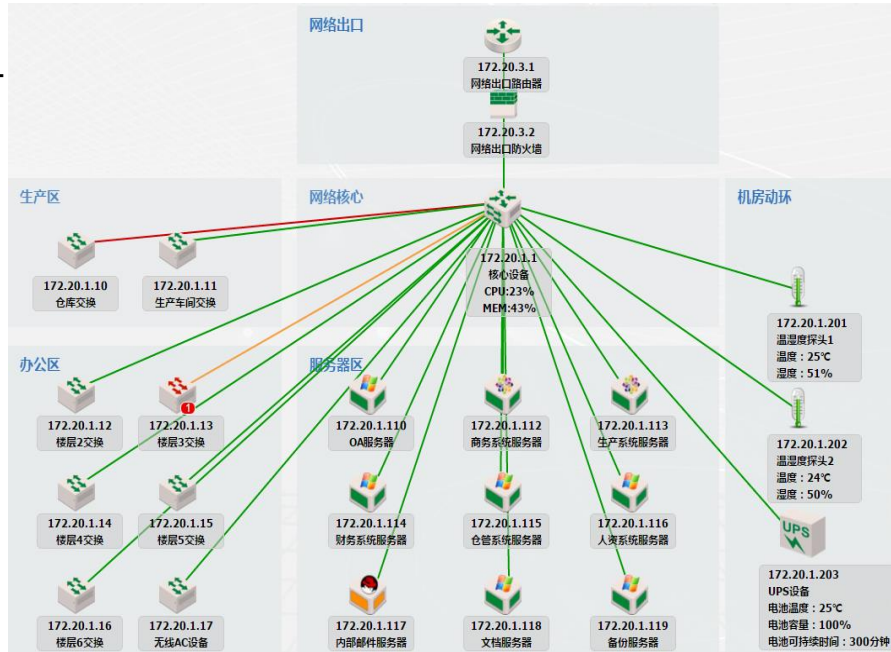 网络出口
172.20.3.1
网络出口路由器
172.20.3.2
网络出口防火墙
生产区
172.20.1.10
仓库交换
172.20.1.11
生产车间交换
网络核心
172.20.1.1
核心设备
CPU:23%
MEM:43%
机房动环
172.20.1.201
温湿度探头1
温度：25℃
湿度：51%
172.20.1.202
温湿度探头2
温度：24℃
湿度：50%
UPS
172.20.1.203
UPS设备
电池温度：25℃
电池容量：100%
电池可持续时间：300分钟
办公区
172.20.1.12
楼层2交换
1
172.20.1.13
楼层3交换
172.20.1.14
楼层4交换
172.20.1.15
楼层5交换
172.20.1.16
楼层6交换
172.20.1.17
无线AC设备
服务器区
172.20.1.110
OA服务器
172.20.1.112
商务系统服务器
172.20.1.113
生产系统服务器
172.20.1.114
财务系统服务器
172.20.1.115
仓管系统服务器
172.20.1.116
人资系统服务器
172.20.1.117
内部邮件服务器
172.20.1.118
文档服务器
172.20.1.119
备份服务器